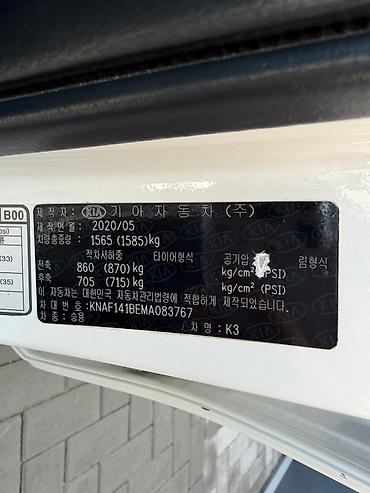 제작자: KIA 기아자동차(주)
제작연월: 2020/05
차량총중량: 1565 (1585)kg
적차시하중 타이어형식 공기압 림형식
전축 860 (870)kg kg/cm² (PSI)
후축 705 (715)kg kg/cm² (PSI)
이 자동차는 대한민국 자동차관리법령에 적합하게 제작되었습니다.
차대번호: KNAF141BEMA083767
차종: 승용 차명: K3
B00
(33)
(35)